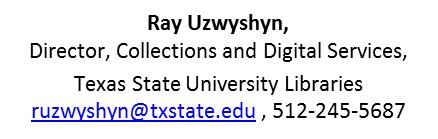 Ray Uzwyshyn,
Director, Collections and Digital Services,
Texas State University Libraries
ruzwyshyn@txstate.edu , 512-245-5687